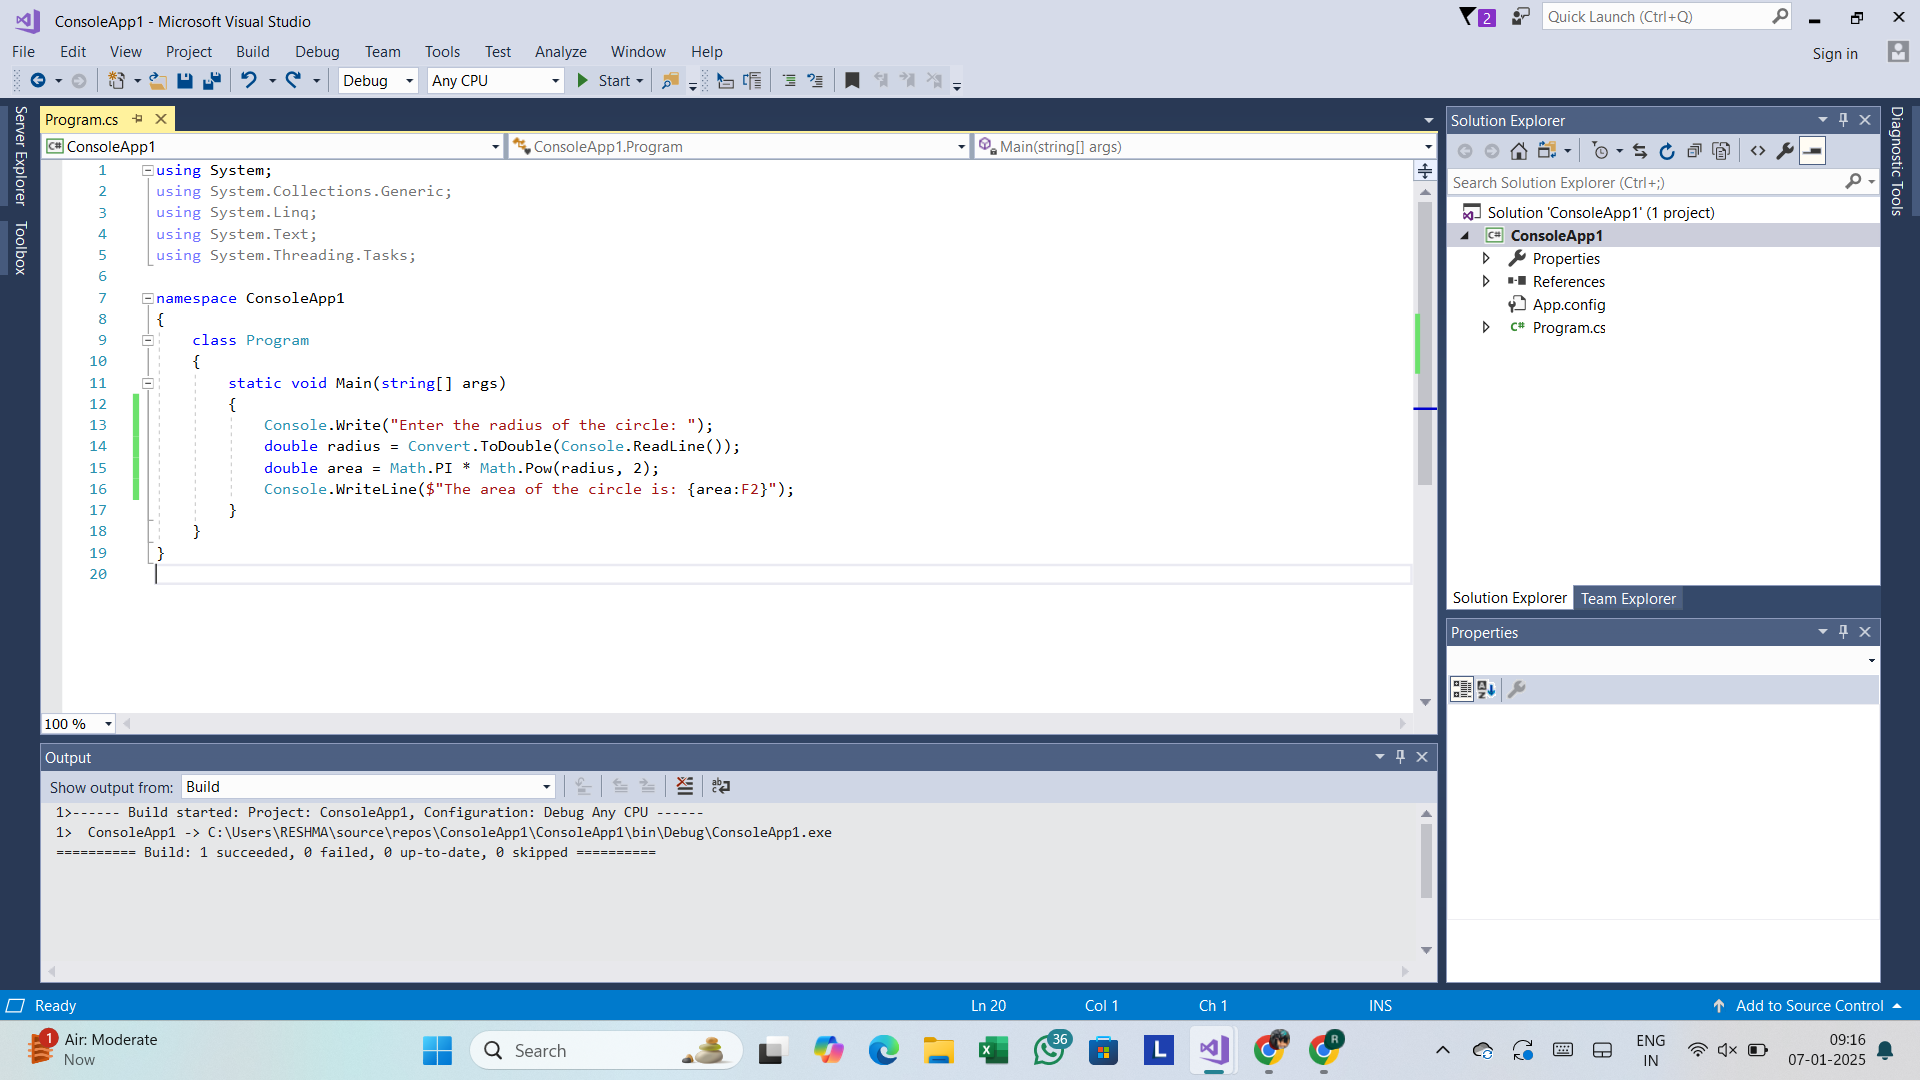 ConsoleApp1 - Microsoft Visual Studio
2
Quick Launch (Ctrl+Q)
File Edit View Project Build Debug Team Tools Test Analyze Window Help
Sign in
Debug Any CPU Start
Server Explorer
Toolbox
Program.cs
ConsoleApp1 ConsoleApp1.Program Main(string[] args)
1 using System;
2 using System.Collections.Generic;
3 using System.Linq;
4 using System.Text;
5 using System.Threading.Tasks;
6
7 namespace ConsoleApp1
8 {
9 class Program
10 {
11 static void Main(string[] args)
12 {
13 Console.Write("Enter the radius of the circle: ");
14 double radius = Convert.ToDouble(Console.ReadLine());
15 double area = Math.PI * Math.Pow(radius, 2);
16 Console.WriteLine($"The area of the circle is: {area:F2}");
17 }
18 }
19 }
20
100 %
Output
Show output from: Build
1>------ Build started: Project: ConsoleApp1, Configuration: Debug Any CPU ------
1>  ConsoleApp1 -> C:\Users\RESHMA\source\repos\ConsoleApp1\ConsoleApp1\bin\Debug\ConsoleApp1.exe
========== Build: 1 succeeded, 0 failed, 0 up-to-date, 0 skipped ==========
Solution Explorer
Search Solution Explorer (Ctrl+;)
Solution 'ConsoleApp1' (1 project)
C# ConsoleApp1
Properties
References
App.config
C# Program.cs
Solution Explorer Team Explorer
Properties
Diagnostic Tools
Ready Ln 20 Col 1 Ch 1 INS Add to Source Control
1
Air: Moderate
Now
Search
36
L
R
ENG
IN
09:16
07-01-2025